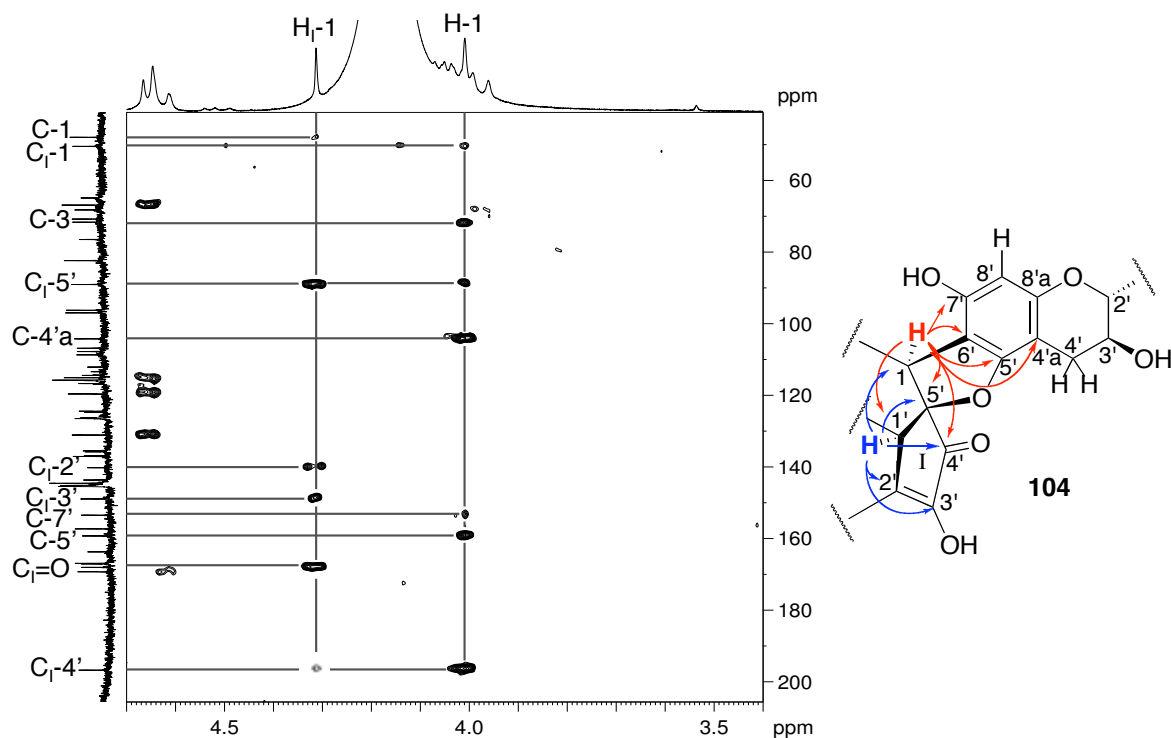 H_I-1 H-1
ppm
C-1
C_I-1
60
C-3
80
C_I-5’
100
C-4’a
120
C_I-2’
140
C_I-3’
C-7’
C-5’
160
C_I=O
180
C_I-4’
200
4.5 4.0 3.5 ppm
H
HO 8' O
7' 8'a 2'
H 6' 5' 4'a 4' 3' OH
1 H H
5' O
1'
H I 4' O
2' 3'
OH
104